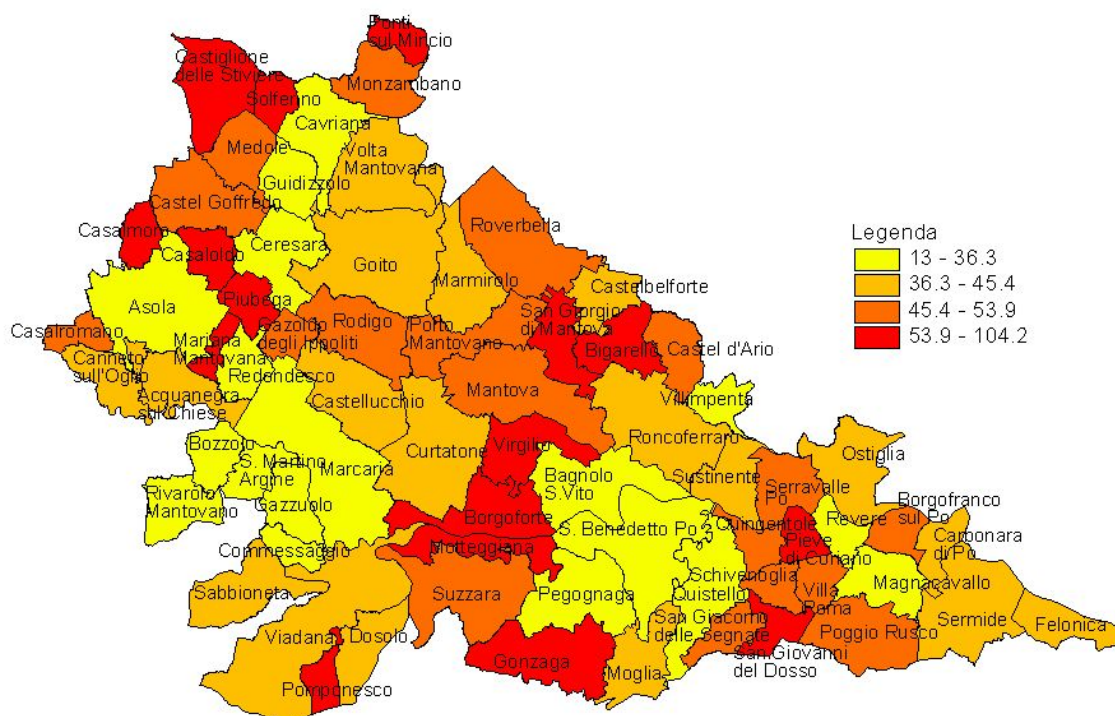 Ponti
sul Mincio
Castiglione
delle Stiviere
Solferino
Monzambano
Cavriana
Medole
Volta
Mantovana
Guidizzolo
Castel Goffredo
Roverbella
Casalmoro
Ceresara
Legenda
13 - 36.3
36.3 - 45.4
45.4 - 53.9
53.9 - 104.2
Casaloldo
Goito
Marmirolo
Castelbelforte
Asola
Piubega
San Giorgio
di Mantova
Casalromano
Mariana
Mantovana
Gazoldo
degli Ippoliti
Rodigo
Porto
Mantovano
Bigarello
Castel d'Ario
Canneto
sull'Oglio
Redondesco
Mantova
Acquanegra
sul Chiese
Castellucchio
Villimpenta
Bozzolo
Curtatone
Virgilio
Roncoferraro
Ostiglia
S. Martino
Argine
Marcaria
Bagnolo
S.Vito
Sustinente
Serravalle
Po
Rivarolo
Mantovano
Gazzuolo
Borgoforte
S. Benedetto Po
Quingentole
Revere
Borgofranco
sul Po
Pieve
di Coriano
Carbonara
di Po
Commessaggio
Motteggiana
Schivenoglia
Magnacavallo
Sabbioneta
Suzzara
Pegognaga
Quistello
Villa
Roma
Viadana
Dosolo
San Giacomo
delle Segnate
Poggio Rusco
Sermide
Felonica
Gonzaga
Moglia
San Giovanni
del Dosso
Pomponesco